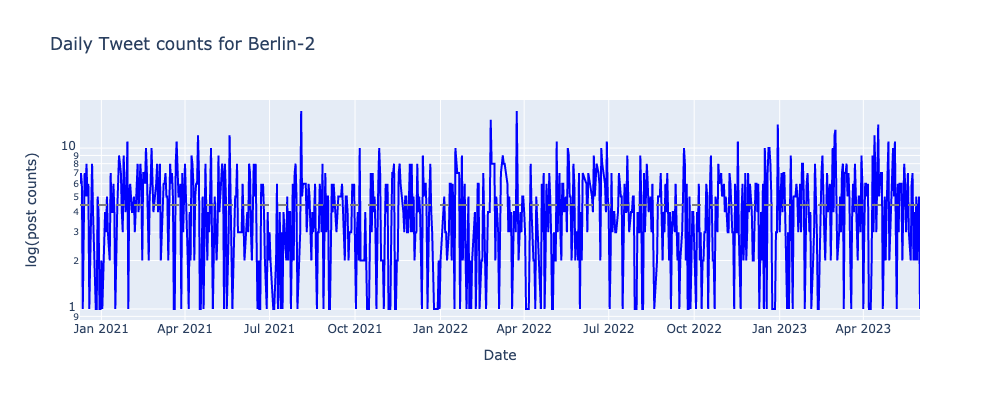 Daily Tweet counts for Berlin-2
log(post counts)
10
9
8
7
6
5
4
3
2
1
9
Jan 2021 Apr 2021 Jul 2021 Oct 2021 Jan 2022 Apr 2022 Jul 2022 Oct 2022 Jan 2023 Apr 2023
Date